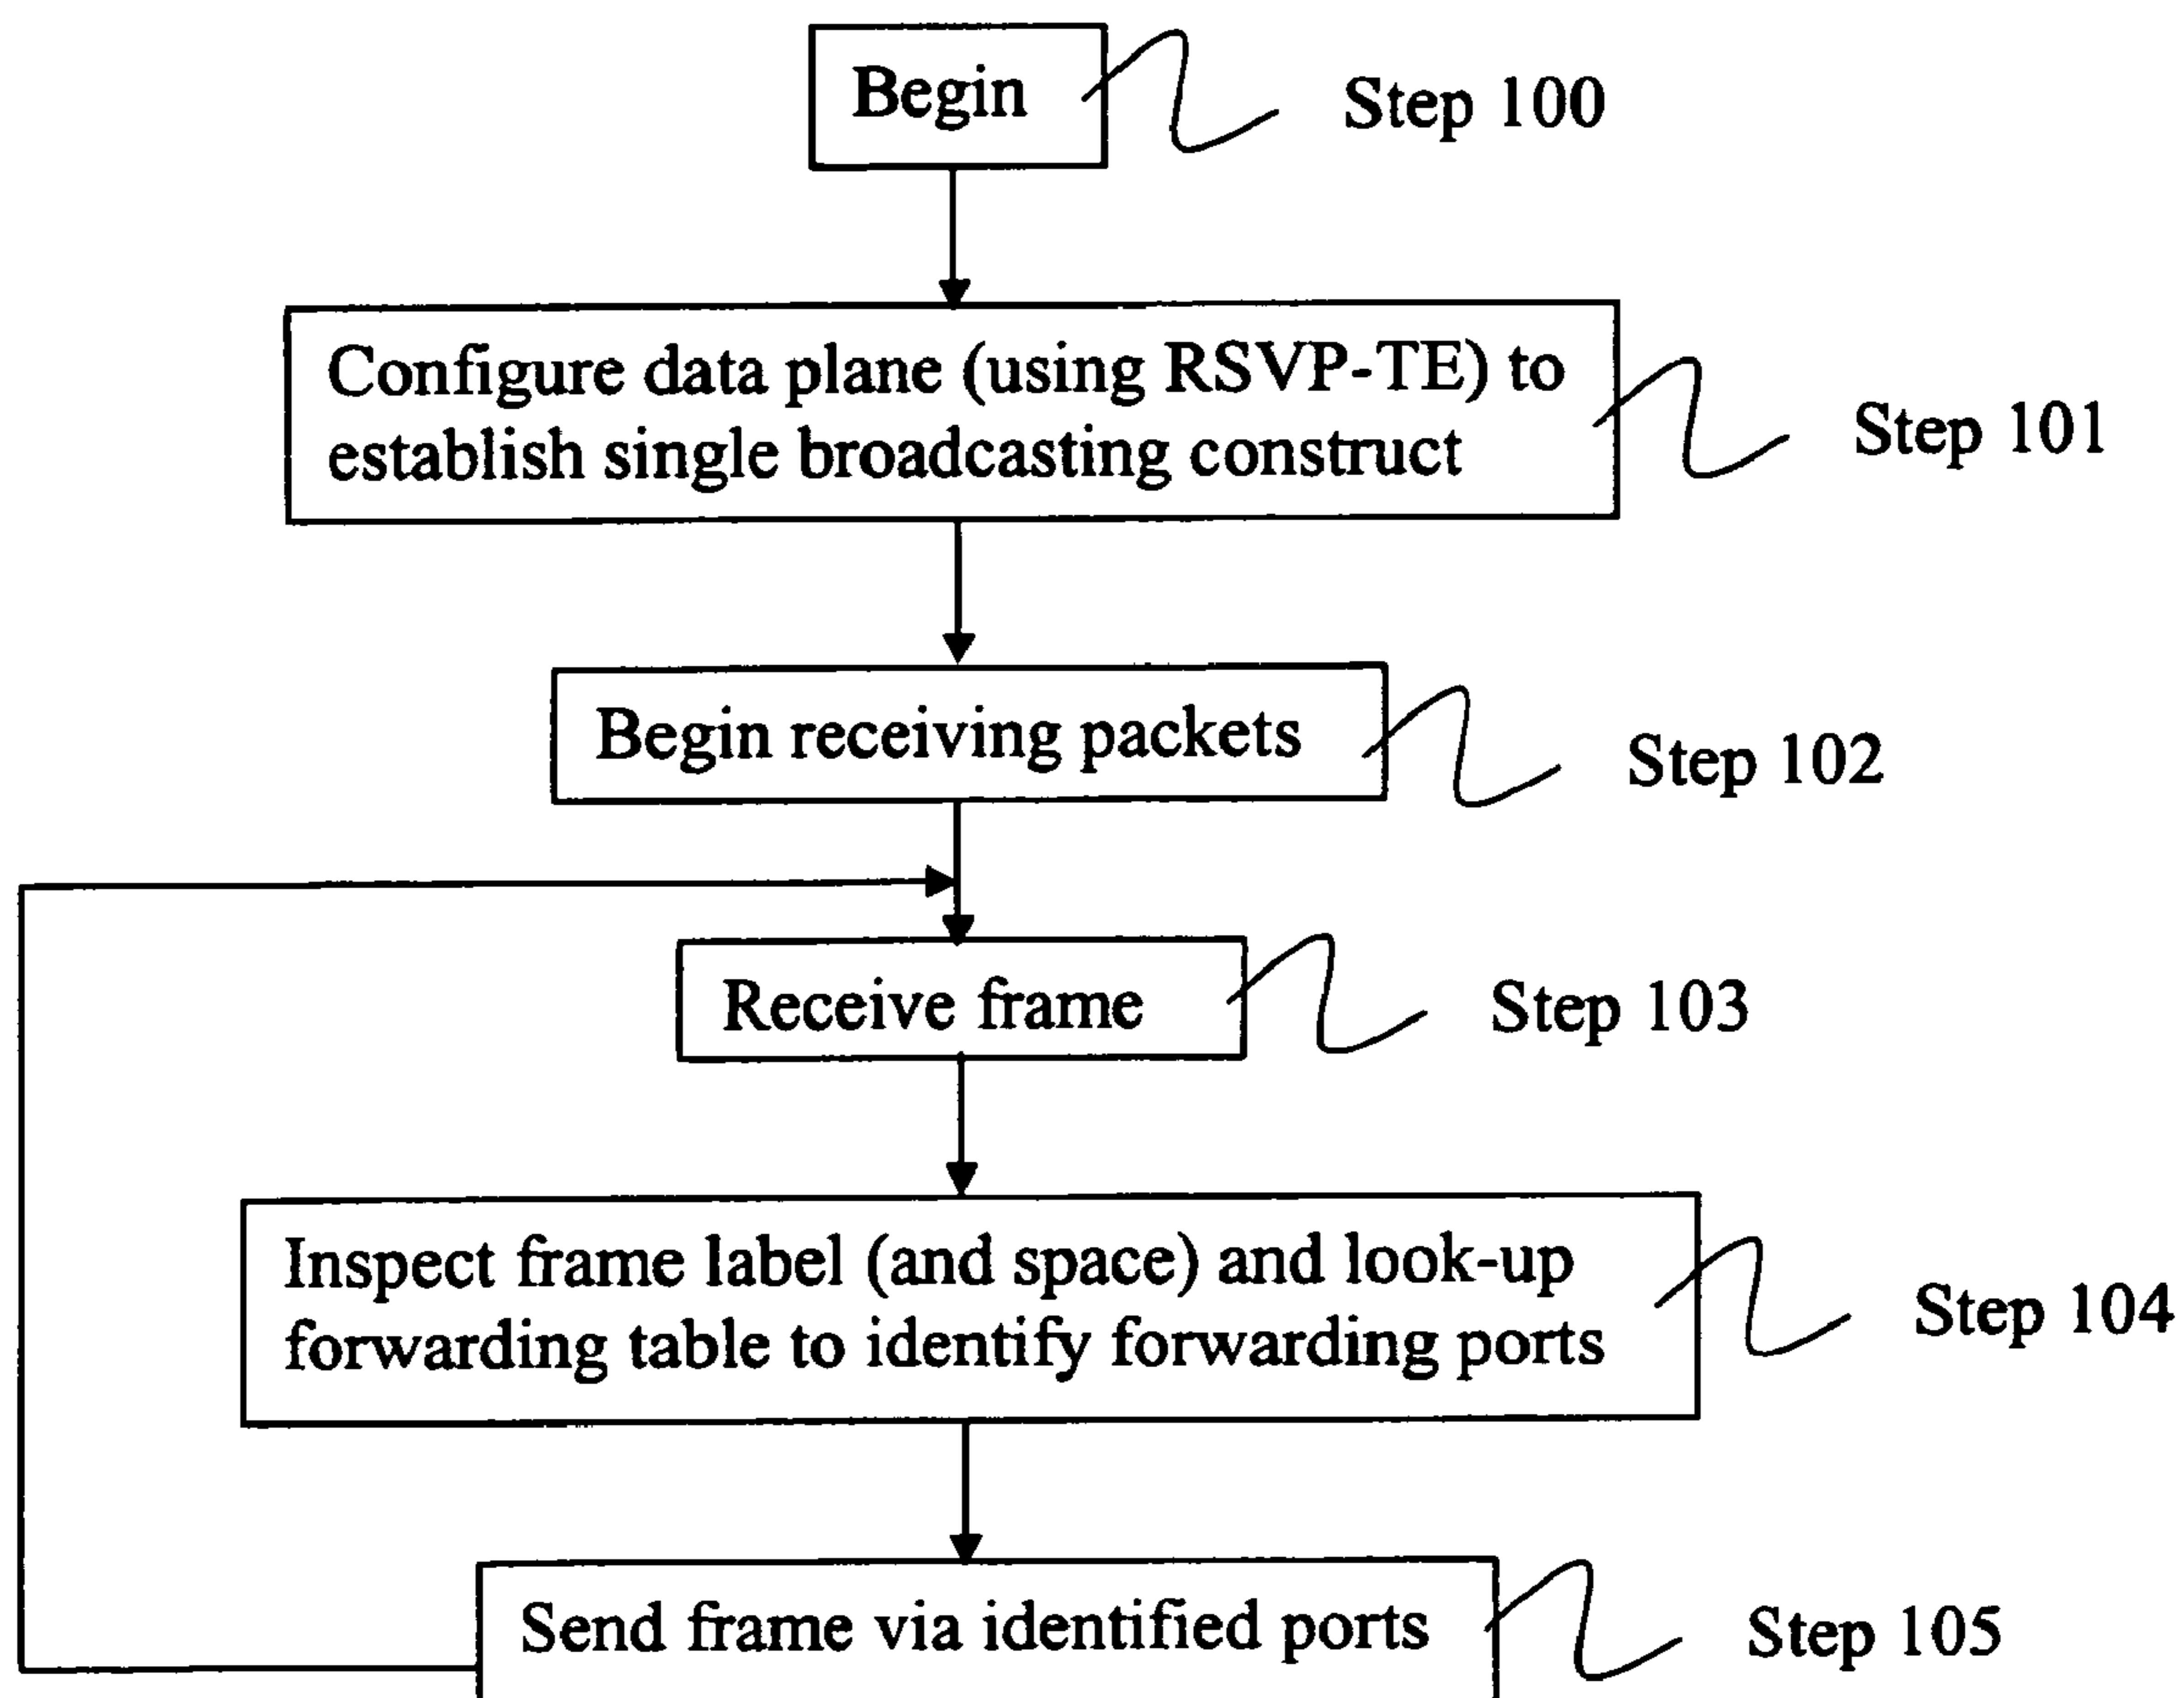 Begin
Step 100
Configure data plane (using RSVP-TE) to
establish single broadcasting construct
Step 101
Begin receiving packets
Step 102
Receive frame
Step 103
Inspect frame label (and space) and look-up
forwarding table to identify forwarding ports
Step 104
Send frame via identified ports
Step 105